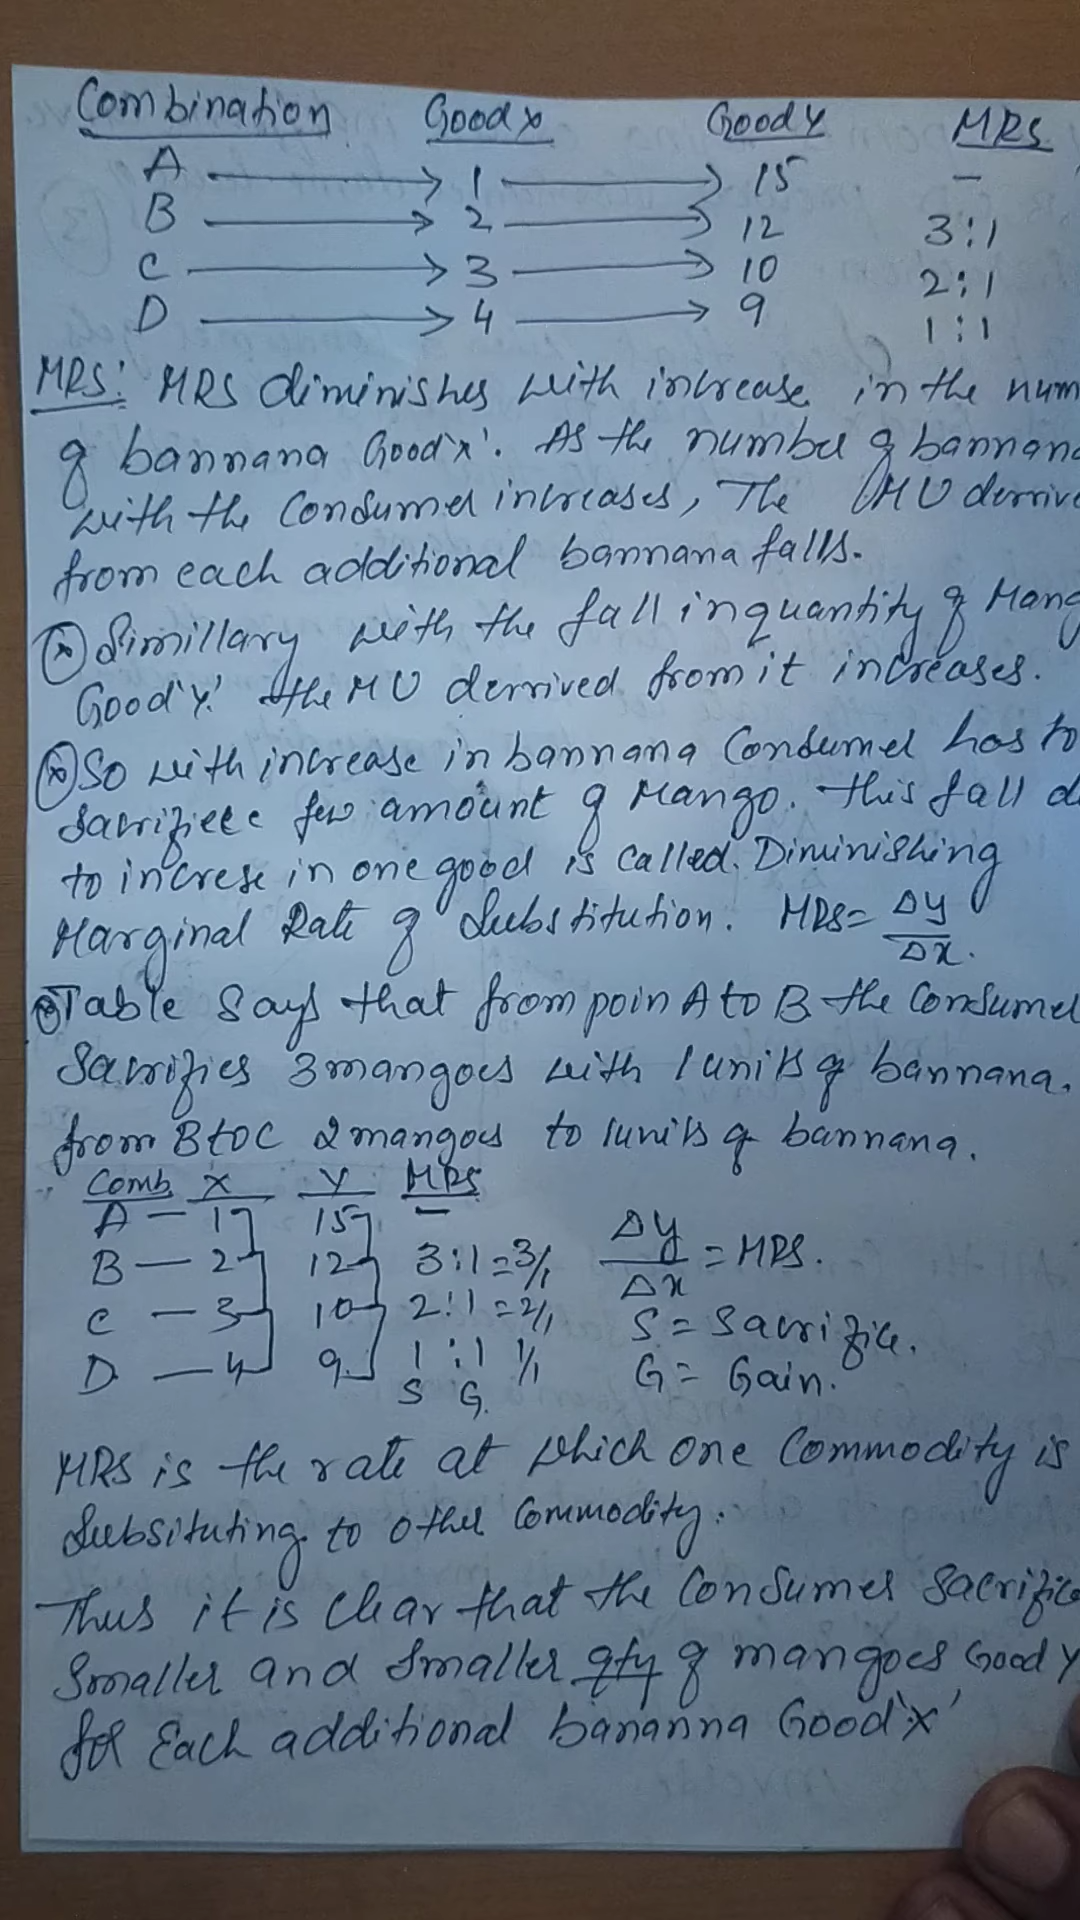 Combination Good x Good y MRS
A → 1 → 15 –
B → 2 → 12 3:1
C → 3 → 10 2:1
D → 4 → 9 1:1
MRS: MRS diminishes with increase in the num
of bannana Good 'x'. As the number of bannana
with the Consumer increases, The MU derrive
from each additional bannana falls.
Simillary with the fall in quantity of Mang
Good 'Y' the MU derrived from it increases.
So with increase in bannana Consumer has to
few amount of Mango. this fall d
to increse in one good is called. Diminishing
Marginal Rate of Substitution. MRS = Δy/Δx.
Table Says that from poin A to B the Consumer
Sacrifies 3 mangoes with 1 units of bannana.
from B to C 2 mangoes to 1 units of bannana.
Comb X Y MRS
A – 1 15 –
B – 2 12 3:1 = 3/1 Δy/Δx = MRS.
C – 3 10 2:1 = 2/1 S = Sacrifice.
D – 4 9 1:1 1/1 G = Gain.
S G.
MRS is the rate at which one Commodity is
Subsituting to other Commodity.
Thus it is clear that the Consumer Sacrifice
Smaller and Smaller qty of mangoes Good Y
for Each additional bananna Good 'x'